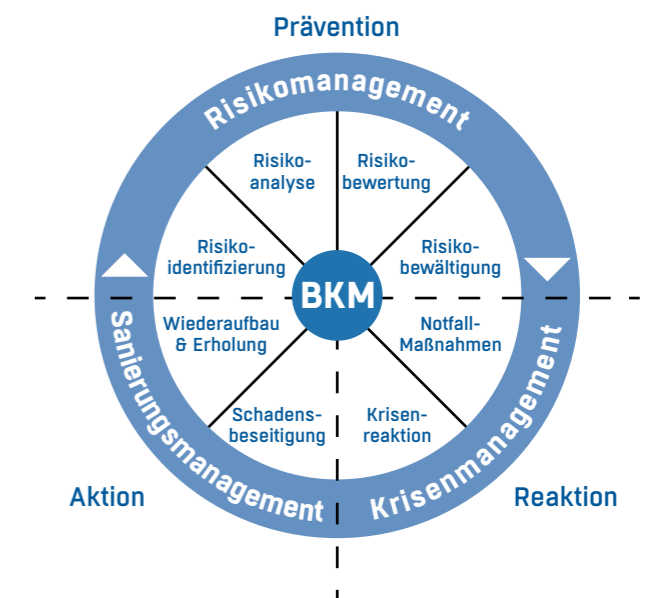 Prävention
Risikomanagement
Risiko-
analyse
Risiko-
bewertung
Risiko-
identifizierung
Risiko-
bewältigung
BKM
Wiederaufbau
& Erholung
Notfall-
Maßnahmen
Schadens-
beseitigung
Krisen-
reaktion
Sanierungsmanagement
Krisenmanagement
Aktion
Reaktion